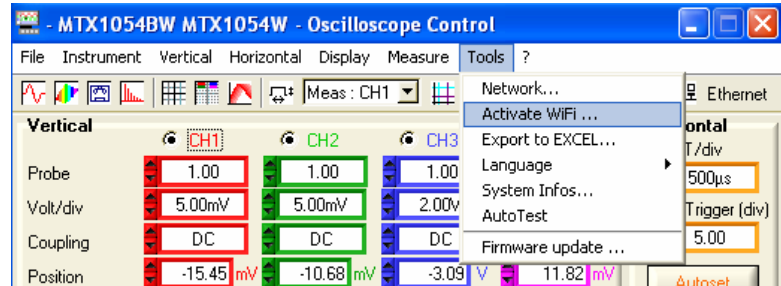 - MTX1054BW MTX1054W - Oscilloscope Control
File Instrument Vertical Horizontal Display Measure Tools ?
Meas : CH1
Ethernet
Network...
Activate WiFi ...
Export to EXCEL...
Language
System Infos...
AutoTest
Firmware update ...
Vertical
CH1 CH2 CH3
Probe 1.00 1.00 1.00
Volt/div 5.00mV 5.00mV 2.00V
Coupling DC DC DC
Position -15.45 mV -10.68 mV -3.09 V 11.82 mV
ontal
T/div
500µs
Trigger (div)
5.00
Autoset